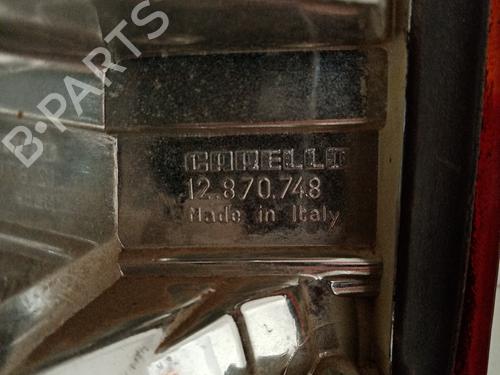 B-PARTS
CARELLO
12.870.748
Made in Italy